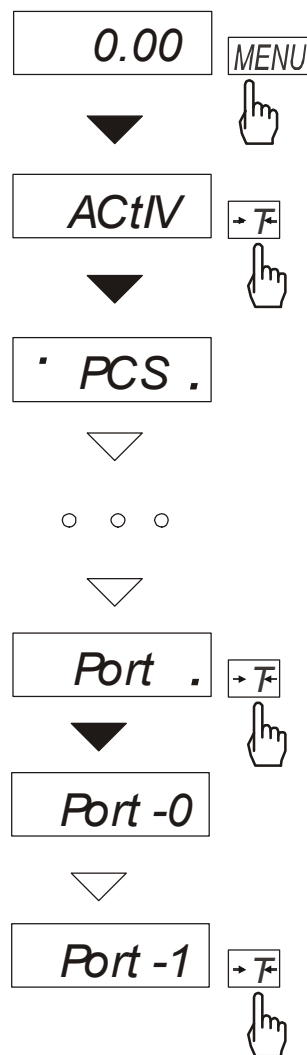 0.00 MENU
ACtIV → T ←
PCS .
Port . → T ←
Port -0
Port -1 → T ←